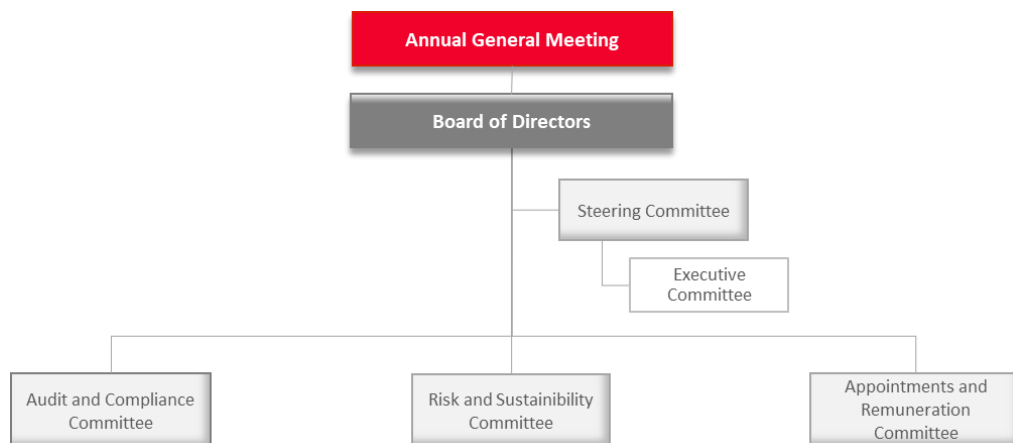 Annual General Meeting
Board of Directors
Steering Committee
Executive
Committee
Audit and Compliance
Committee
Risk and Sustainibility
Committee
Appointments and
Remuneration
Committee